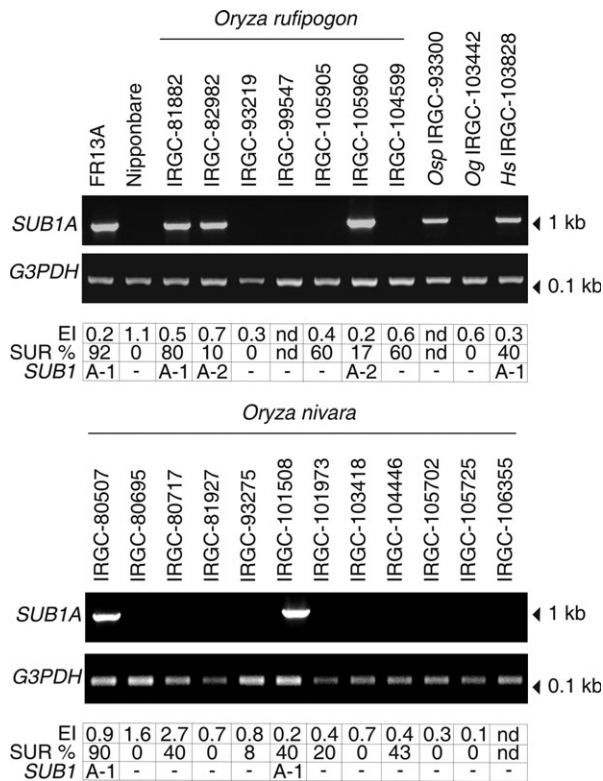 Oryza rufipogon
FR13A
Nipponbare
IRGC-81882
IRGC-82982
IRGC-93219
IRGC-99547
IRGC-105905
IRGC-105960
IRGC-104599
Osp IRGC-93300
Og IRGC-103442
Hs IRGC-103828
SUB1A ◄ 1 kb
G3PDH ◄ 0.1 kb
EI 0.2 1.1 0.5 0.7 0.3 nd 0.4 0.2 0.6 nd 0.6 0.3
SUR % 92 0 80 10 0 nd 60 17 60 nd 0 40
SUB1 A-1 - A-1 A-2 - - - A-2 - - - A-1
Oryza nivara
IRGC-80507
IRGC-80695
IRGC-80717
IRGC-81927
IRGC-93275
IRGC-101508
IRGC-101973
IRGC-103418
IRGC-104446
IRGC-105702
IRGC-105725
IRGC-106355
SUB1A ◄ 1 kb
G3PDH ◄ 0.1 kb
EI 0.9 1.6 2.7 0.7 0.8 0.2 0.4 0.7 0.4 0.3 0.1 nd
SUR % 90 0 40 0 8 40 20 0 43 0 0 nd
SUB1 A-1 - - - - A-1 - - - - - -